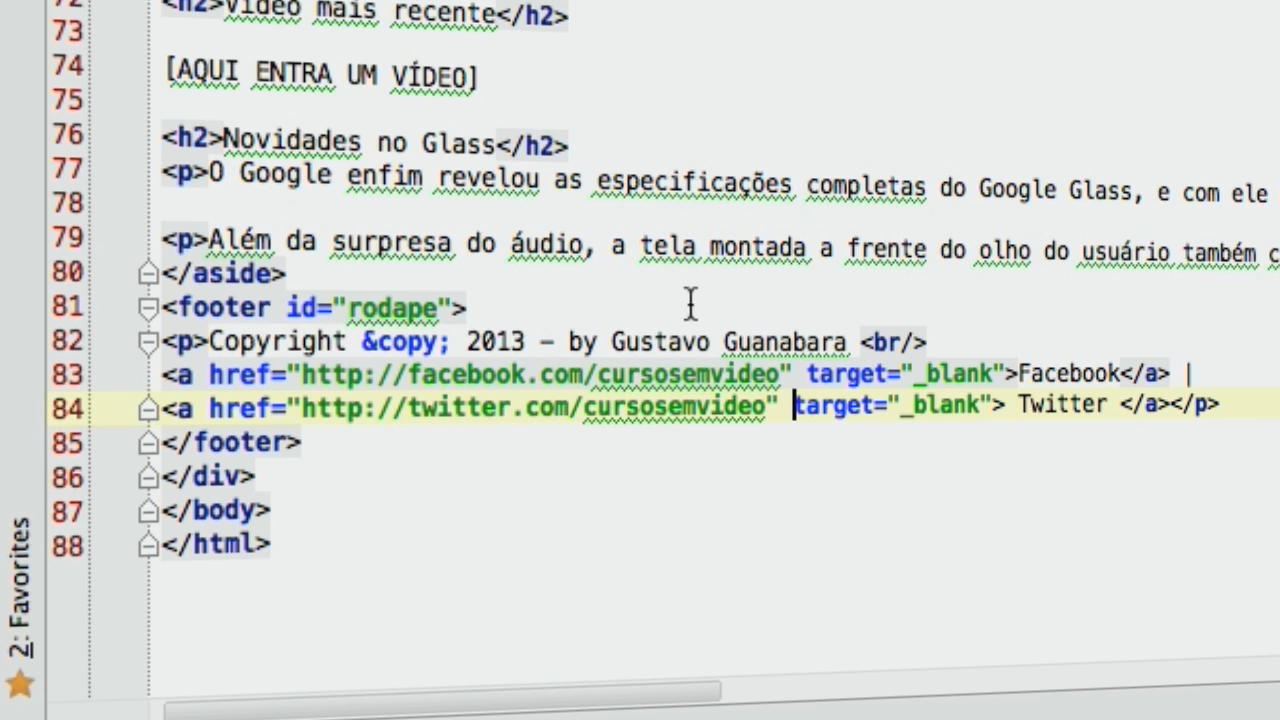 72 <h2>Vídeo mais recente</h2>
73
74 [AQUI ENTRA UM VÍDEO]
75
76 <h2>Novidades no Glass</h2>
77 <p>O Google enfim revelou as especificações completas do Google Glass, e com ele
78
79 <p>Além da surpresa do áudio, a tela montada a frente do olho do usuário também
80 </aside>
81 <footer id="rodape">
82 <p>Copyright &copy; 2013 – by Gustavo Guanabara <br/>
83 <a href="http://facebook.com/cursosemvideo" target="_blank">Facebook</a> |
84 <a href="http://twitter.com/cursosemvideo" target="_blank"> Twitter </a></p>
85 </footer>
86 </div>
87 </body>
88 </html>
2: Favorites